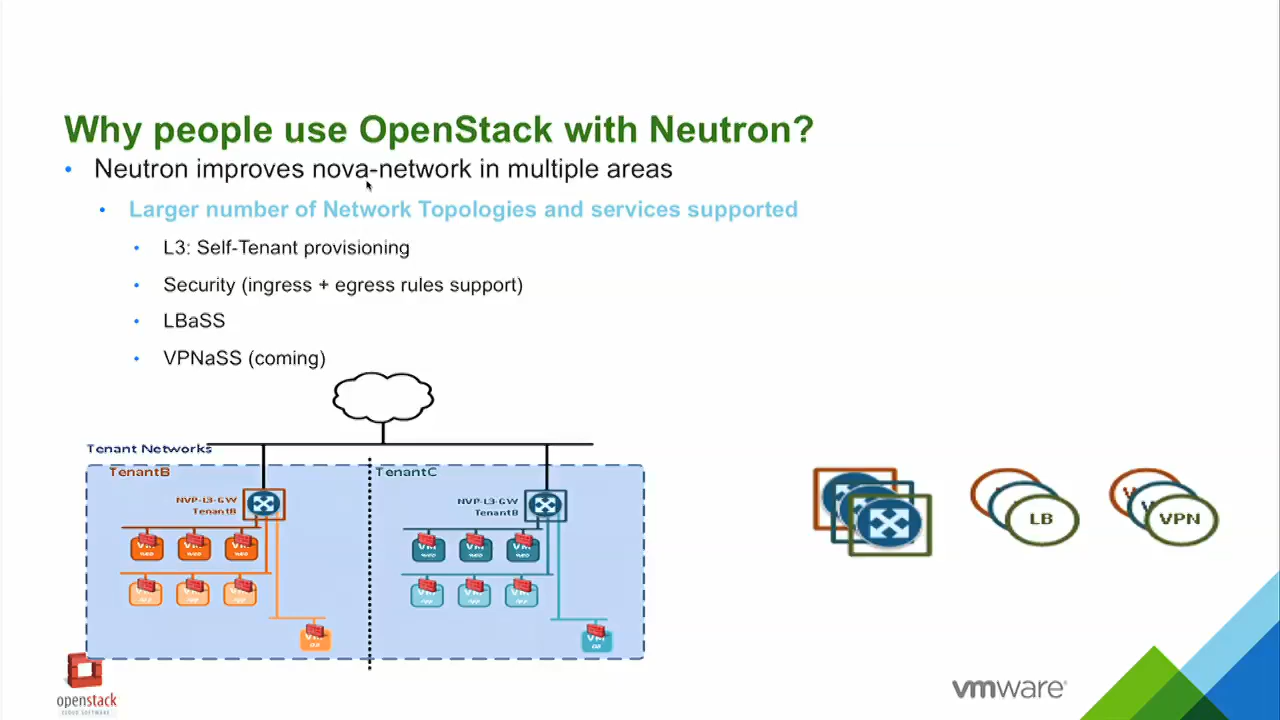 Why people use OpenStack with Neutron?
Neutron improves nova-network in multiple areas
Larger number of Network Topologies and services supported
L3: Self-Tenant provisioning
Security (ingress + egress rules support)
LBaSS
VPNaSS (coming)
Tenant Networks
TenantB
TenantC
NVP-L3-GW
TenantB
NVP-L3-GW
TenantB
LB
VPN
openstack
CLOUD SOFTWARE
vmware